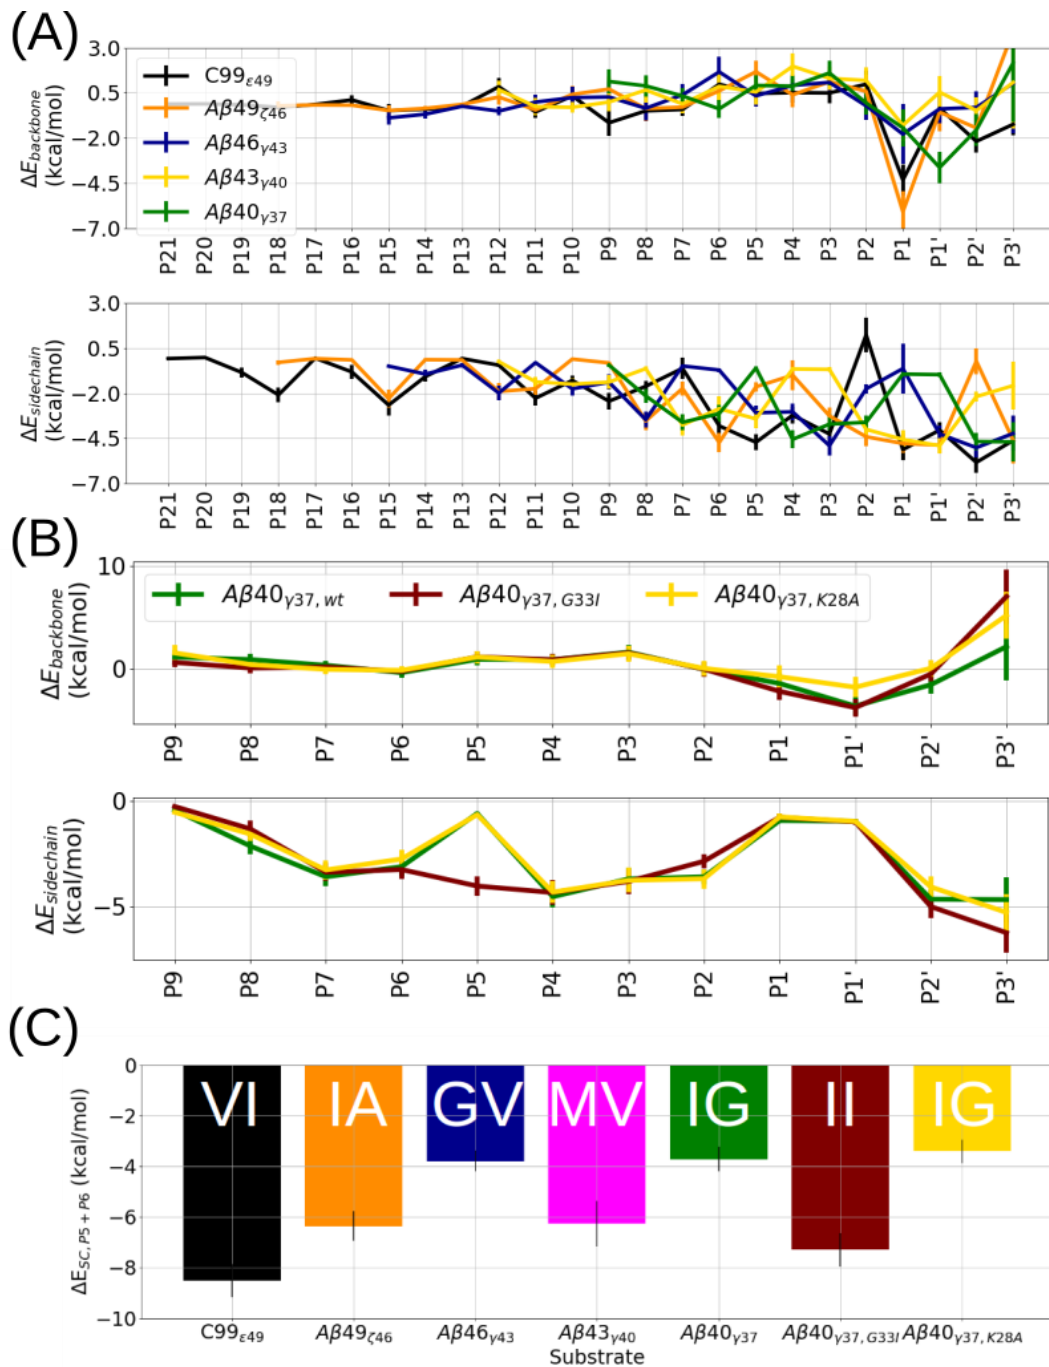 (A)
3.0
0.5
−2.0
−4.5
−7.0
ΔE_backbone
(kcal/mol)
C99_ε49
Aβ49_ζ46
Aβ46_γ43
Aβ43_γ40
Aβ40_γ37
P21 P20 P19 P18 P17 P16 P15 P14 P13 P12 P11 P10 P9 P8 P7 P6 P5 P4 P3 P2 P1 P1' P2' P3'
3.0
0.5
−2.0
−4.5
−7.0
ΔE_sidechain
(kcal/mol)
P21 P20 P19 P18 P17 P16 P15 P14 P13 P12 P11 P10 P9 P8 P7 P6 P5 P4 P3 P2 P1 P1' P2' P3'
(B)
10
0
ΔE_backbone
(kcal/mol)
Aβ40_γ37, wt Aβ40_γ37, G33I Aβ40_γ37, K28A
P9 P8 P7 P6 P5 P4 P3 P2 P1 P1' P2' P3'
0
−5
ΔE_sidechain
(kcal/mol)
P9 P8 P7 P6 P5 P4 P3 P2 P1 P1' P2' P3'
(C)
0
−2
−4
−6
−8
−10
ΔE_SC, P5 + P6 (kcal/mol)
VI IA GV MV IG II IG
C99_ε49 Aβ49_ζ46 Aβ46_γ43 Aβ43_γ40 Aβ40_γ37 Aβ40_γ37, G33I Aβ40_γ37, K28A
Substrate